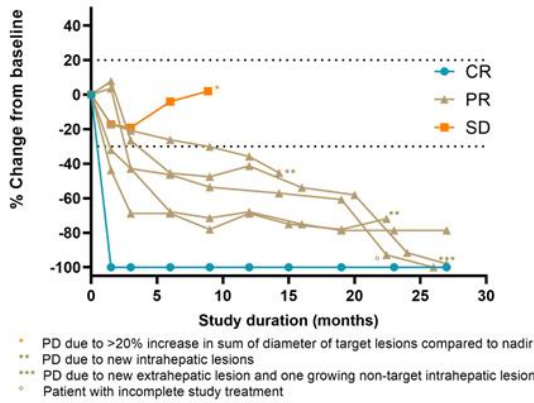 % Change from baseline
40
20
0
-20
-40
-60
-80
-100
CR
PR
SD
*
**
**
◦
***
0 5 10 15 20 25 30
Study duration (months)
* PD due to >20% increase in sum of diameter of target lesions compared to nadir
** PD due to new intrahepatic lesions
*** PD due to new extrahepatic lesion and one growing non-target intrahepatic lesion
◦ Patient with incomplete study treatment